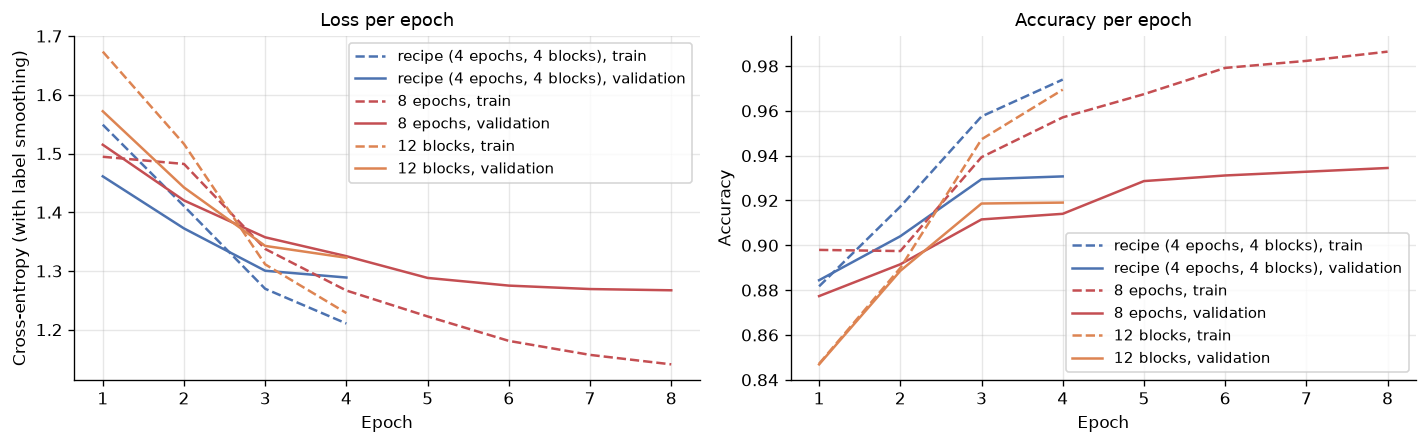 Loss per epoch
1.7
1.6
1.5
1.4
1.3
1.2
Cross-entropy (with label smoothing)
recipe (4 epochs, 4 blocks), train
recipe (4 epochs, 4 blocks), validation
8 epochs, train
8 epochs, validation
12 blocks, train
12 blocks, validation
1 2 3 4 5 6 7 8
Epoch
Accuracy per epoch
0.98
0.96
0.94
0.92
0.90
0.88
0.86
0.84
Accuracy
recipe (4 epochs, 4 blocks), train
recipe (4 epochs, 4 blocks), validation
8 epochs, train
8 epochs, validation
12 blocks, train
12 blocks, validation
1 2 3 4 5 6 7 8
Epoch